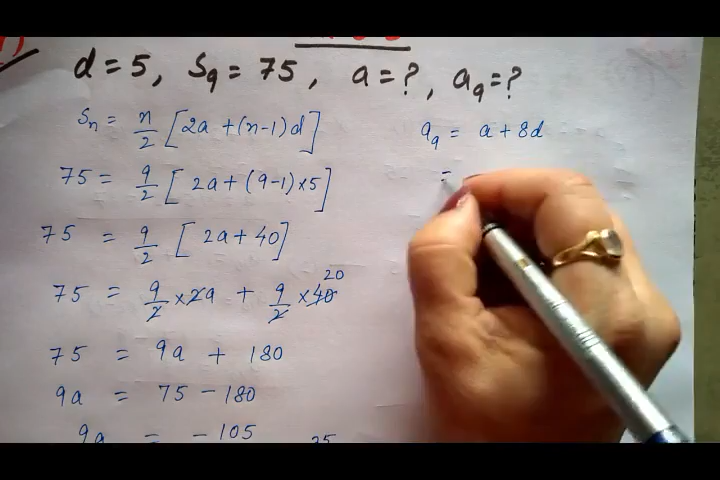 d = 5, S₉ = 75, a = ?, a₉ = ?
Sₙ = n/2 [2a + (n-1)d]
75 = 9/2 [2a + (9-1)×5]
75 = 9/2 [2a + 40]
20
75 = 9/2 × 2a + 9/2 × 40
75 = 9a + 180
9a = 75 - 180
9a = -105
35
a₉ = a + 8d
=